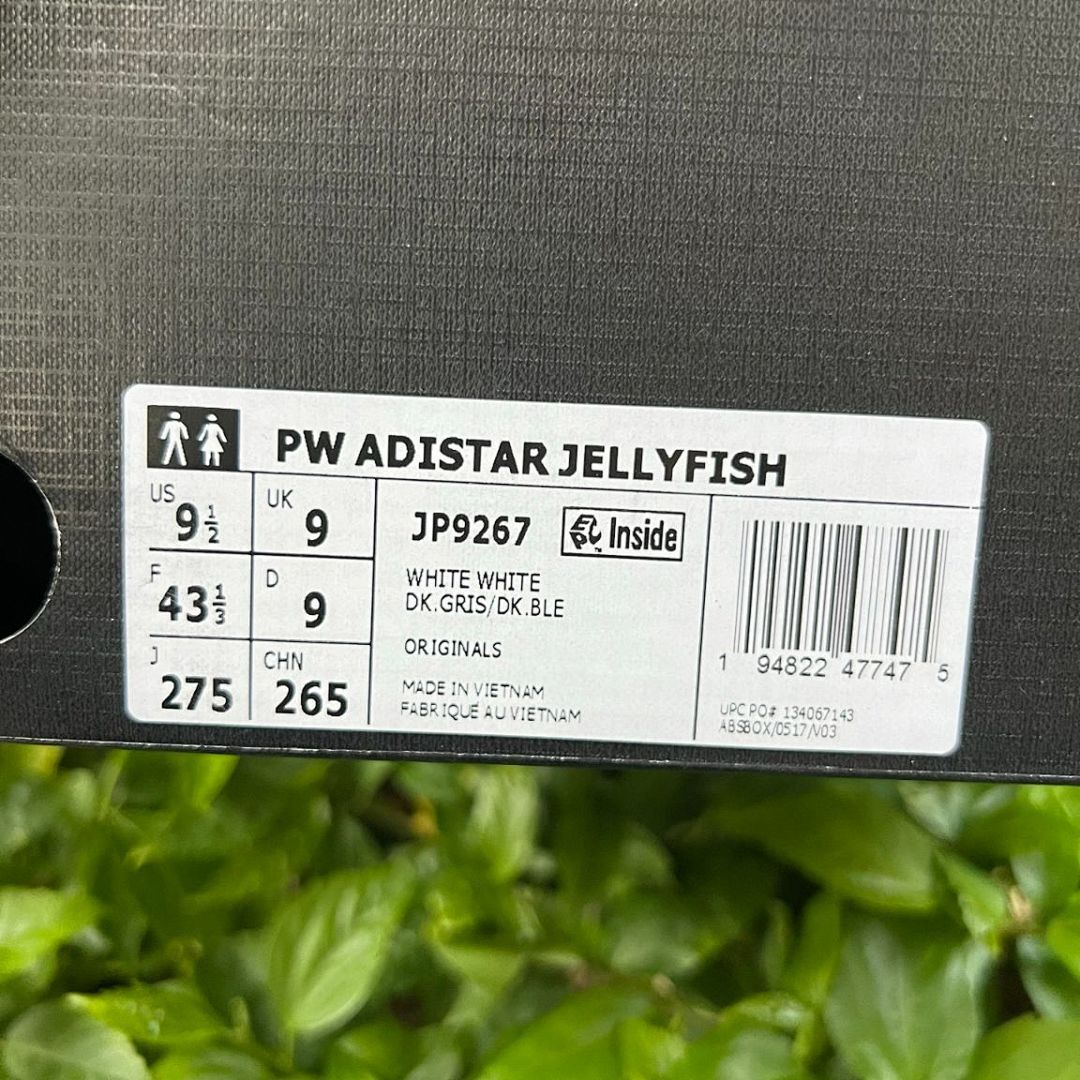 PW ADISTAR JELLYFISH
US 9 1/2
UK 9
F 43 1/3
D 9
J 275
CHN 265
JP9267
EPC Inside
WHITE WHITE
DK.GRIS/DK.BLE
ORIGINALS
MADE IN VIETNAM
FABRIQUÉ AU VIETNAM
1 94822 47747 5
UPC PO# 134067143
ABSBOX/0517/V03